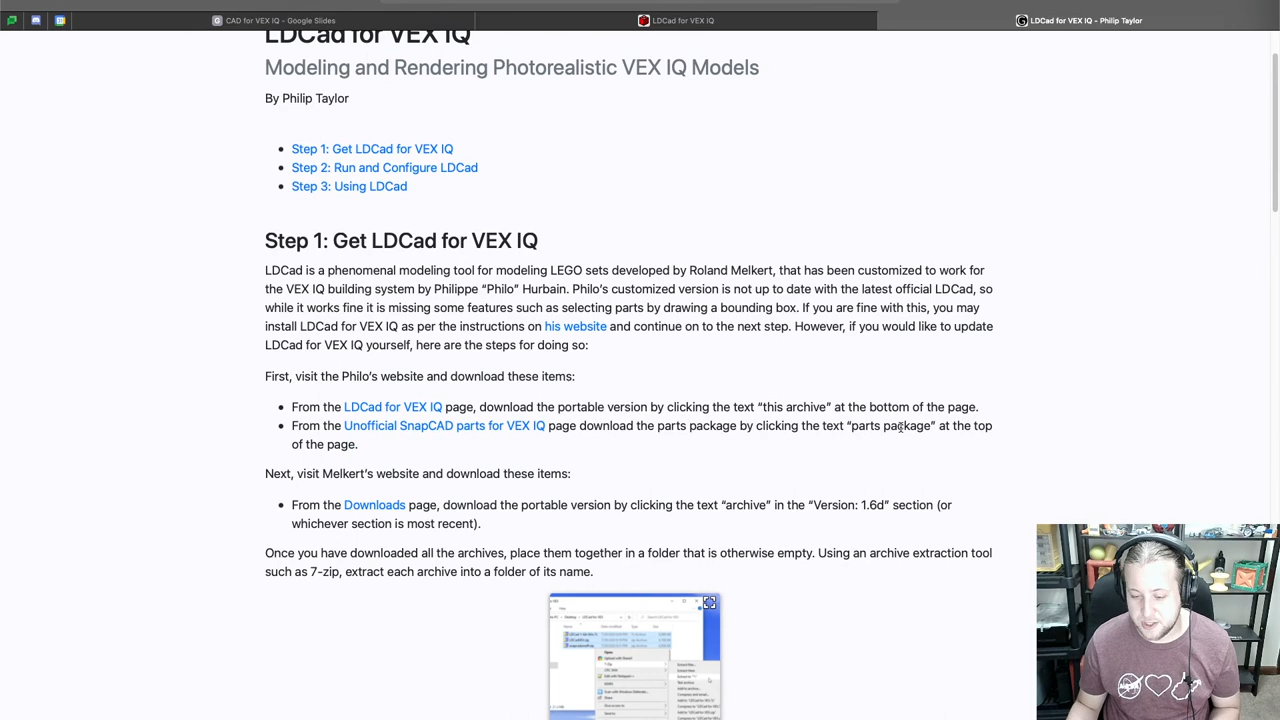 CAD for VEX IQ - Google Slides
LDCad for VEX IQ
LDCad for VEX IQ - Philip Taylor
LDCad for VEX IQ
Modeling and Rendering Photorealistic VEX IQ Models
By Philip Taylor
Step 1: Get LDCad for VEX IQ
Step 2: Run and Configure LDCad
Step 3: Using LDCad
Step 1: Get LDCad for VEX IQ
LDCad is a phenomenal modeling tool for modeling LEGO sets developed by Roland Melkert, that has been customized to work for
the VEX IQ building system by Philippe “Philo” Hurbain. Philo’s customized version is not up to date with the latest official LDCad, so
while it works fine it is missing some features such as selecting parts by drawing a bounding box. If you are fine with this, you may
install LDCad for VEX IQ as per the instructions on his website and continue on to the next step. However, if you would like to update
LDCad for VEX IQ yourself, here are the steps for doing so:
First, visit the Philo’s website and download these items:
From the LDCad for VEX IQ page, download the portable version by clicking the text “this archive” at the bottom of the page.
From the Unofficial SnapCAD parts for VEX IQ page download the parts package by clicking the text “parts package” at the top
of the page.
Next, visit Melkert’s website and download these items:
From the Downloads page, download the portable version by clicking the text “archive” in the “Version: 1.6d” section (or
whichever section is most recent).
Once you have downloaded all the archives, place them together in a folder that is otherwise empty. Using an archive extraction tool
such as 7-zip, extract each archive into a folder of its name.